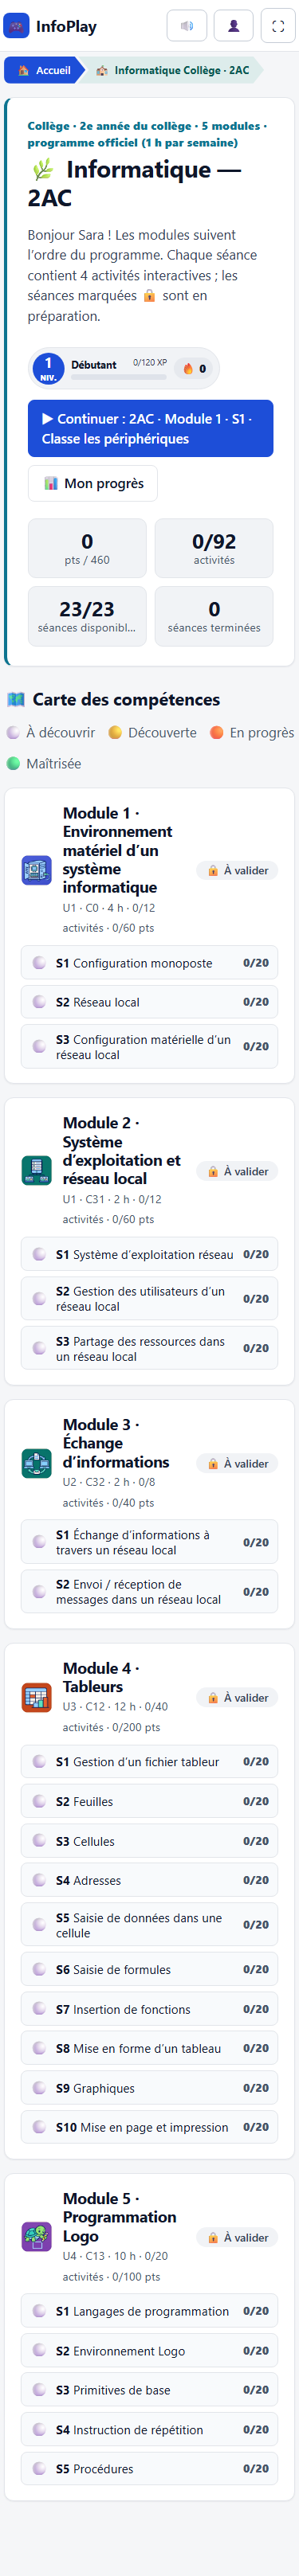 InfoPlay
Accueil
Informatique Collège · 2AC
Collège · 2e année du collège · 5 modules ·
programme officiel (1 h par semaine)
Informatique —
2AC
Bonjour Sara ! Les modules suivent
l'ordre du programme. Chaque séance
contient 4 activités interactives ; les
séances marquées 🔒 sont en
préparation.
1
NIV.
Débutant
0/120 XP
0
▶ Continuer : 2AC · Module 1 · S1 ·
Classe les périphériques
Mon progrès
0
pts / 460
0/92
activités
23/23
séances disponibl...
0
séances terminées
Carte des compétences
À découvrir
Découverte
En progrès
Maîtrisée
Module 1 ·
Environnement
matériel d'un
système
informatique
U1 · C0 · 4 h · 0/12
activités · 0/60 pts
À valider
S1 Configuration monoposte
0/20
S2 Réseau local
0/20
S3 Configuration matérielle d'un
réseau local
0/20
Module 2 ·
Système
d'exploitation et
réseau local
U1 · C31 · 2 h · 0/12
activités · 0/60 pts
À valider
S1 Système d'exploitation réseau
0/20
S2 Gestion des utilisateurs d'un
réseau local
0/20
S3 Partage des ressources dans
un réseau local
0/20
Module 3 ·
Échange
d'informations
U2 · C32 · 2 h · 0/8
activités · 0/40 pts
À valider
S1 Échange d'informations à
travers un réseau local
0/20
S2 Envoi / réception de
messages dans un réseau local
0/20
Module 4 ·
Tableurs
U3 · C12 · 12 h · 0/40
activités · 0/200 pts
À valider
S1 Gestion d'un fichier tableur
0/20
S2 Feuilles
0/20
S3 Cellules
0/20
S4 Adresses
0/20
S5 Saisie de données dans une
cellule
0/20
S6 Saisie de formules
0/20
S7 Insertion de fonctions
0/20
S8 Mise en forme d'un tableau
0/20
S9 Graphiques
0/20
S10 Mise en page et impression
0/20
Module 5 ·
Programmation
Logo
U4 · C13 · 10 h · 0/20
activités · 0/100 pts
À valider
S1 Langages de programmation
0/20
S2 Environnement Logo
0/20
S3 Primitives de base
0/20
S4 Instruction de répétition
0/20
S5 Procédures
0/20